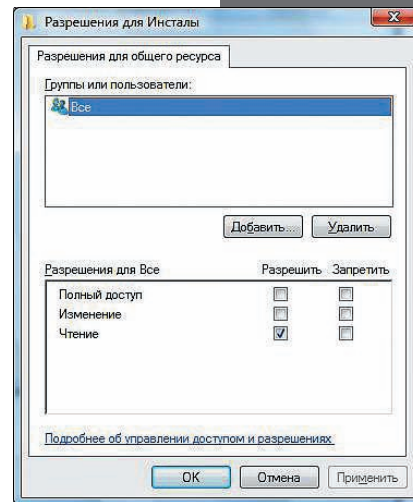 Разрешения для Инсталы
Разрешения для общего ресурса
Группы или пользователи:
Все
Добавить... Удалить
Разрешения для Все Разрешить Запретить
Полный доступ
Изменение
Чтение
Подробнее об управлении доступом и разрешениях
OK Отмена Применить